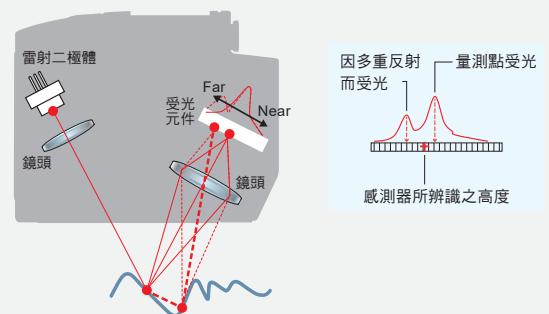 雷射二極體
鏡頭
受光
元件
Far
Near
鏡頭
因多重反射
而受光
量測點受光
感測器所辨識之高度